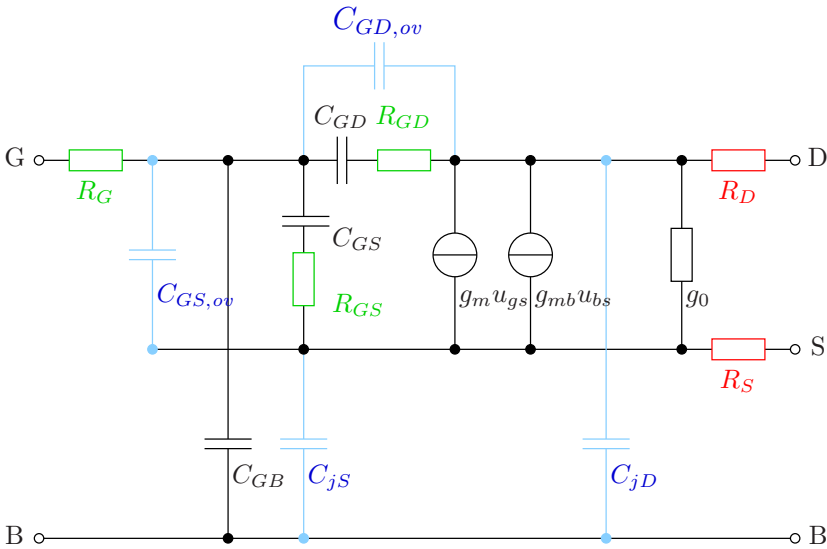 C_{GD,ov}
C_{GD} R_{GD}
G D
R_G R_D
C_{GS}
C_{GS,ov} R_{GS} g_m u_{gs} g_{mb} u_{bs} g_0
S
R_S
C_{GB} C_{jS} C_{jD}
B B